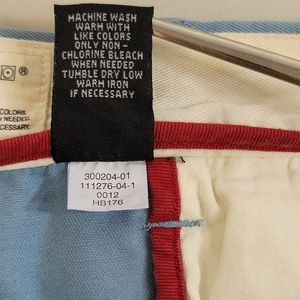 MACHINE WASH
WARM WITH
LIKE COLORS
ONLY NON-
CHLORINE BLEACH
WHEN NEEDED
TUMBLE DRY LOW
WARM IRON
IF NECESSARY
®
COLORS
NEEDED.
CESSARY.
300204-01
111276-04-1
0012
HB176